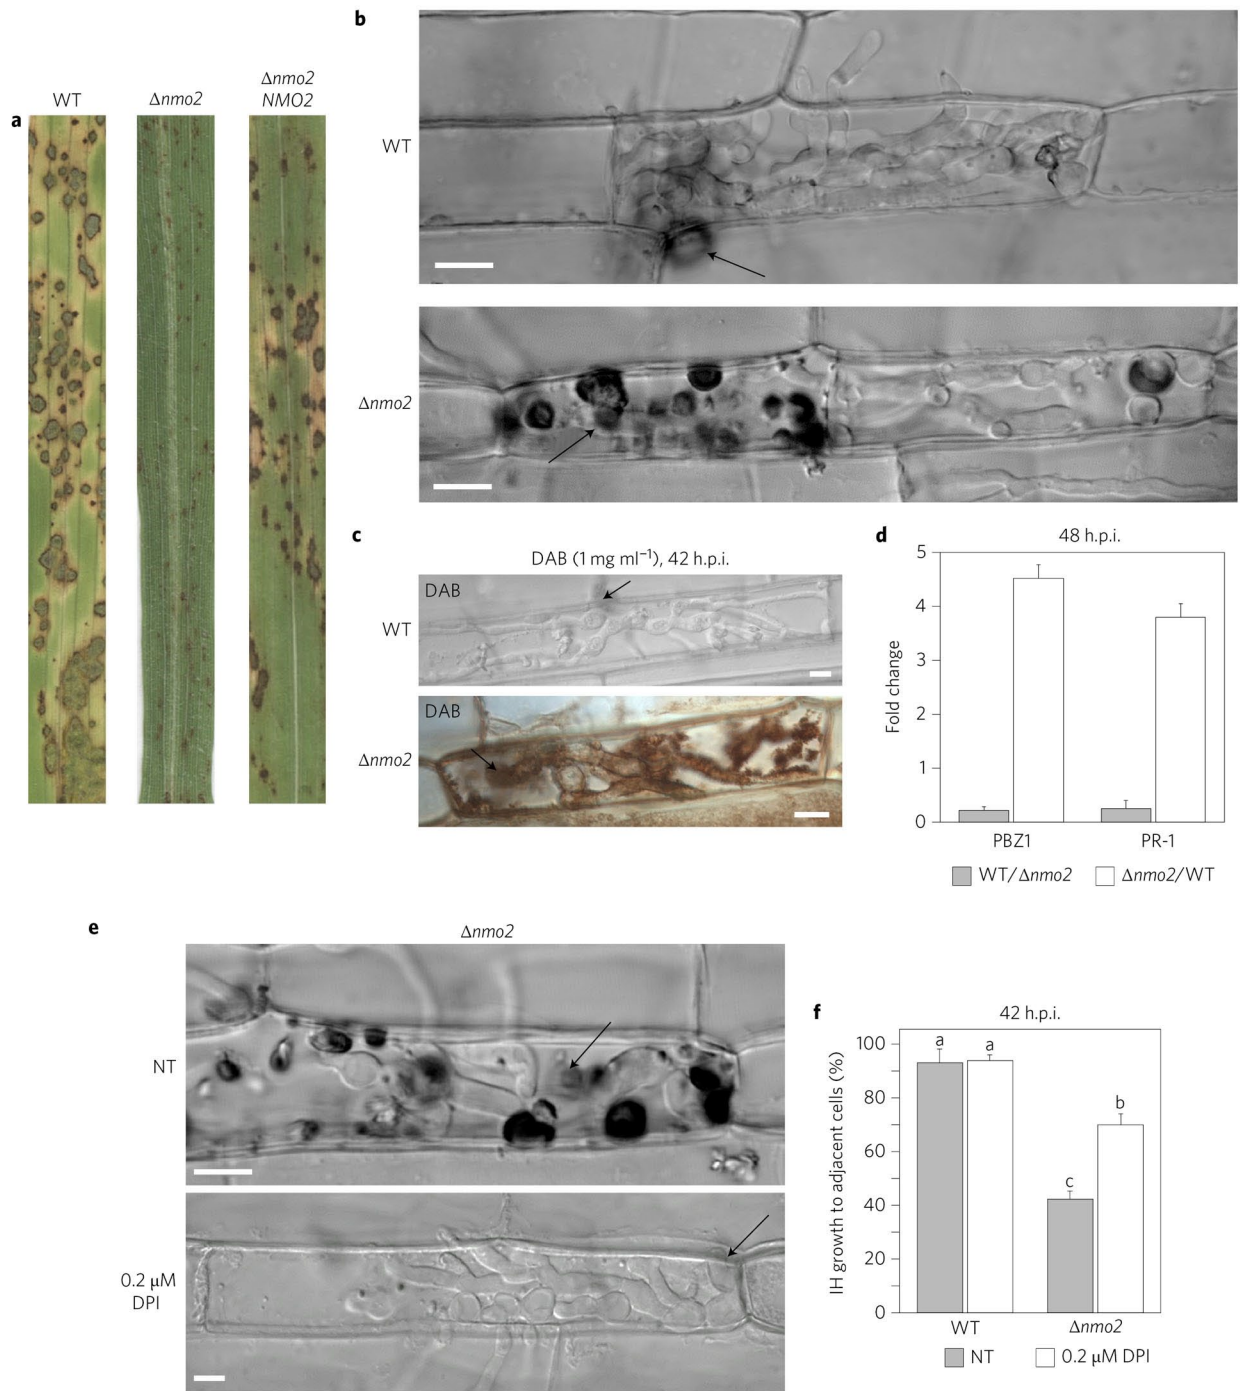 a
WT
Δnmo2
Δnmo2
NMO2
b
WT
Δnmo2
c
DAB (1 mg ml⁻¹), 42 h.p.i.
DAB
WT
DAB
Δnmo2
d
48 h.p.i.
Fold change
5
4
3
2
1
0
PBZ1
PR-1
WT/Δnmo2
Δnmo2/WT
e
Δnmo2
NT
0.2 μM
DPI
f
42 h.p.i.
IH growth to adjacent cells (%)
100
80
60
40
20
0
a
a
c
b
WT
Δnmo2
NT
0.2 μM DPI